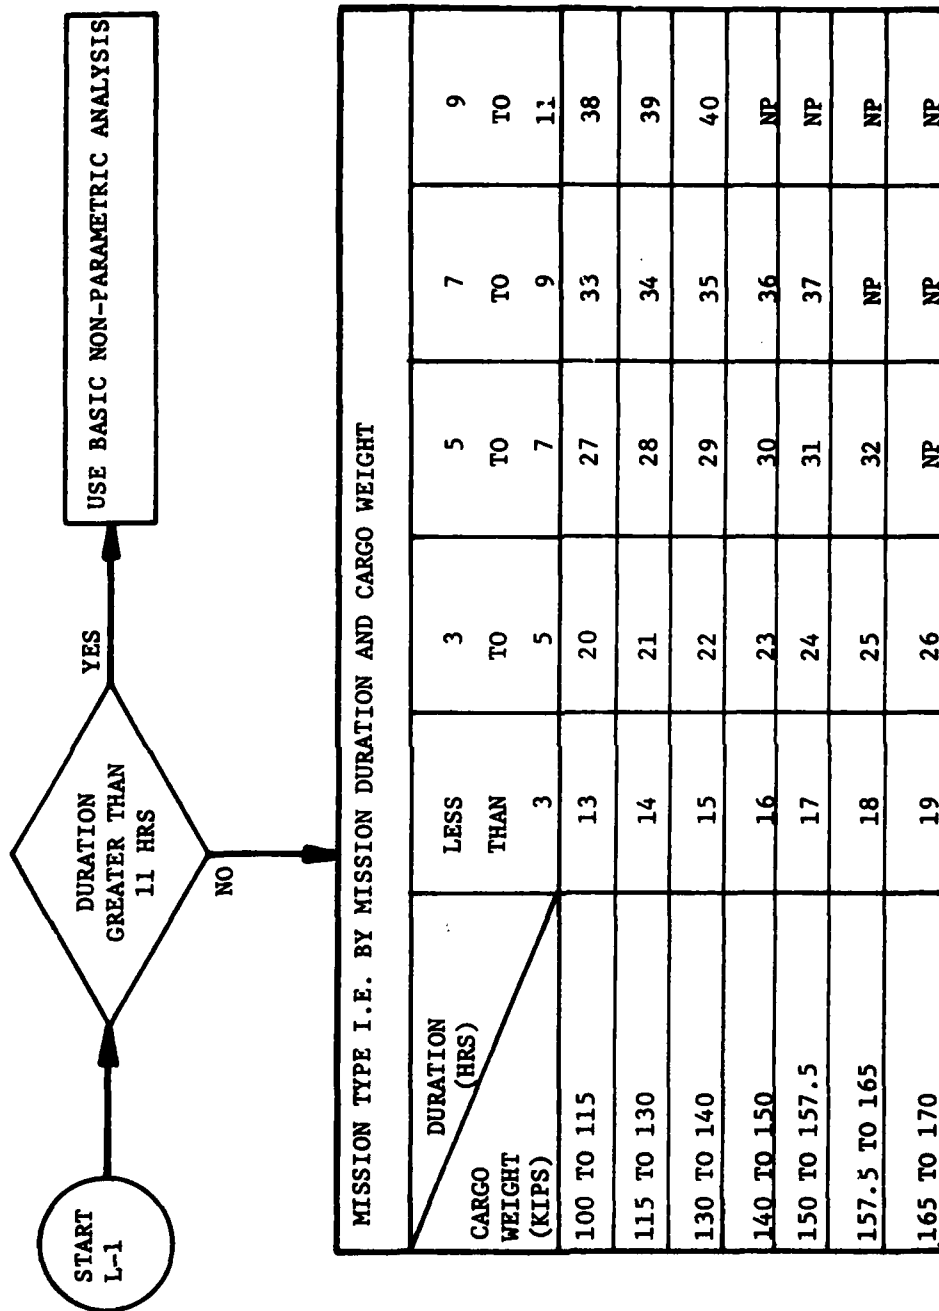 START
L-1
DURATION
GREATER THAN
11 HRS
YES
USE BASIC NON-PARAMETRIC ANALYSIS
NO
MISSION TYPE I.E. BY MISSION DURATION AND CARGO WEIGHT
DURATION
(HRS)
CARGO
WEIGHT
(KIPS)
LESS THAN 3
3 TO 5
5 TO 7
7 TO 9
9 TO 11
100 TO 115 13 20 27 33 38
115 TO 130 14 21 28 34 39
130 TO 140 15 22 29 35 40
140 TO 150 16 23 30 36 NP
150 TO 157.5 17 24 31 37 NP
157.5 TO 165 18 25 32 NP NP
165 TO 170 19 26 NP NP NP